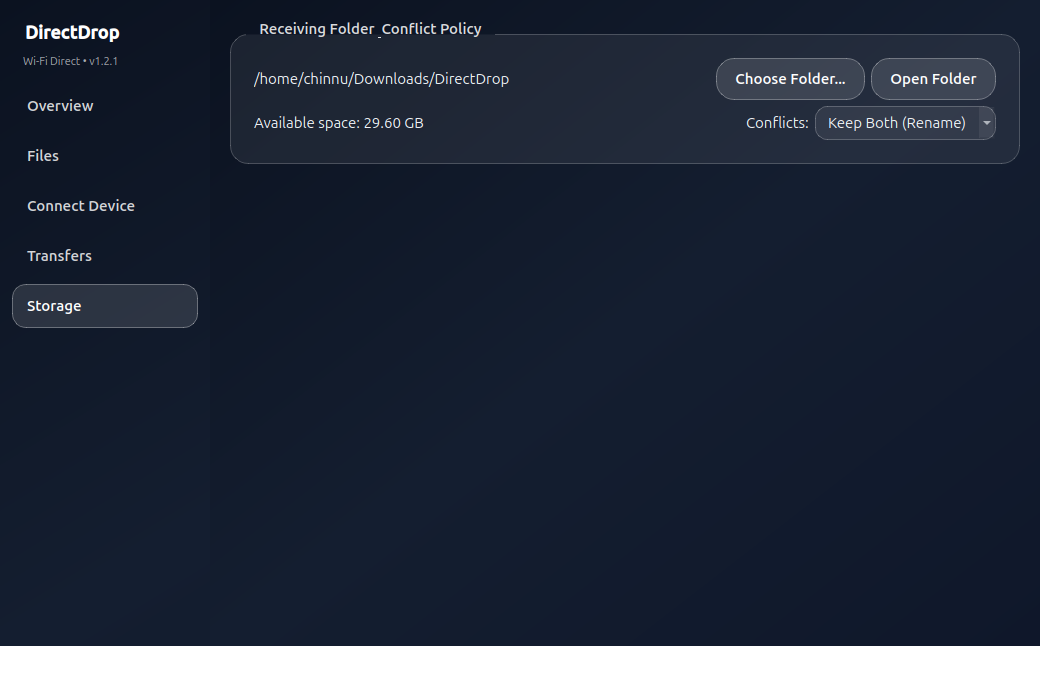 DirectDrop
Wi-Fi Direct • v1.2.1
Overview
Files
Connect Device
Transfers
Storage
Receiving Folder _Conflict Policy
/home/chinnu/Downloads/DirectDrop
Choose Folder...
Open Folder
Available space: 29.60 GB
Conflicts:
Keep Both (Rename)